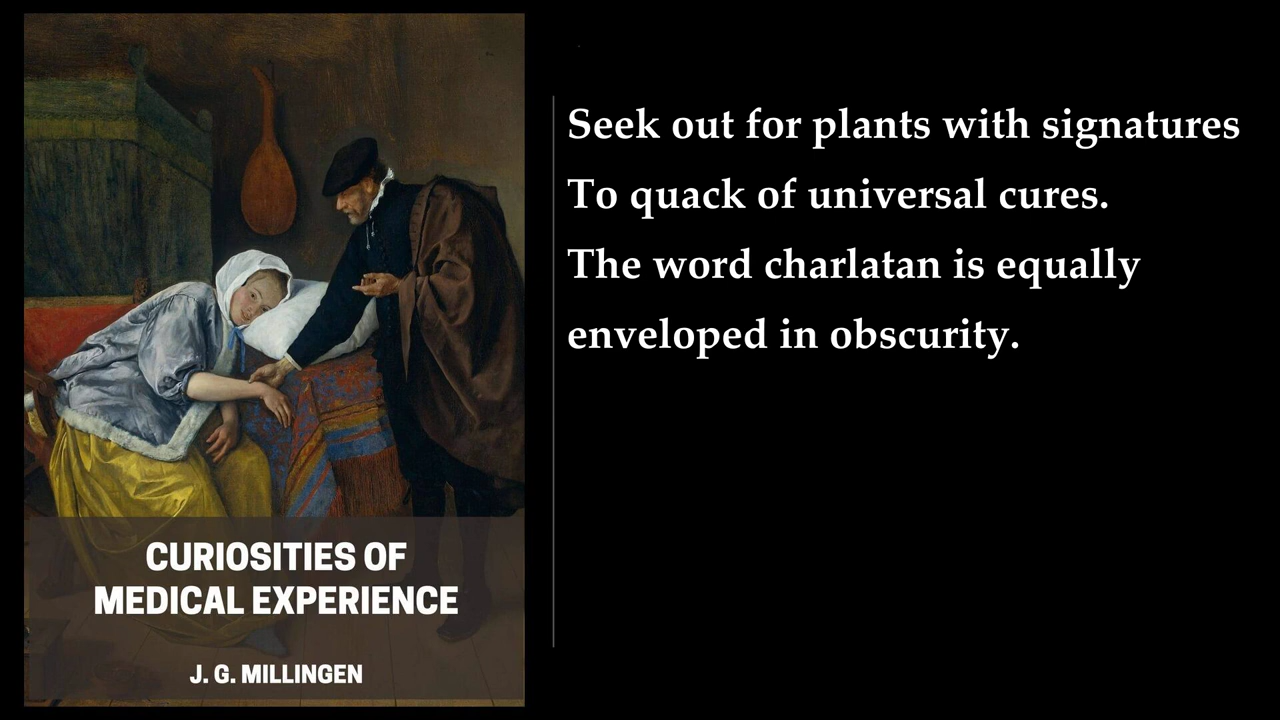 Seek out for plants with signatures
To quack of universal cures.
The word charlatan is equally
enveloped in obscurity.
CURIOSITIES OF
MEDICAL EXPERIENCE
J. G. MILLINGEN